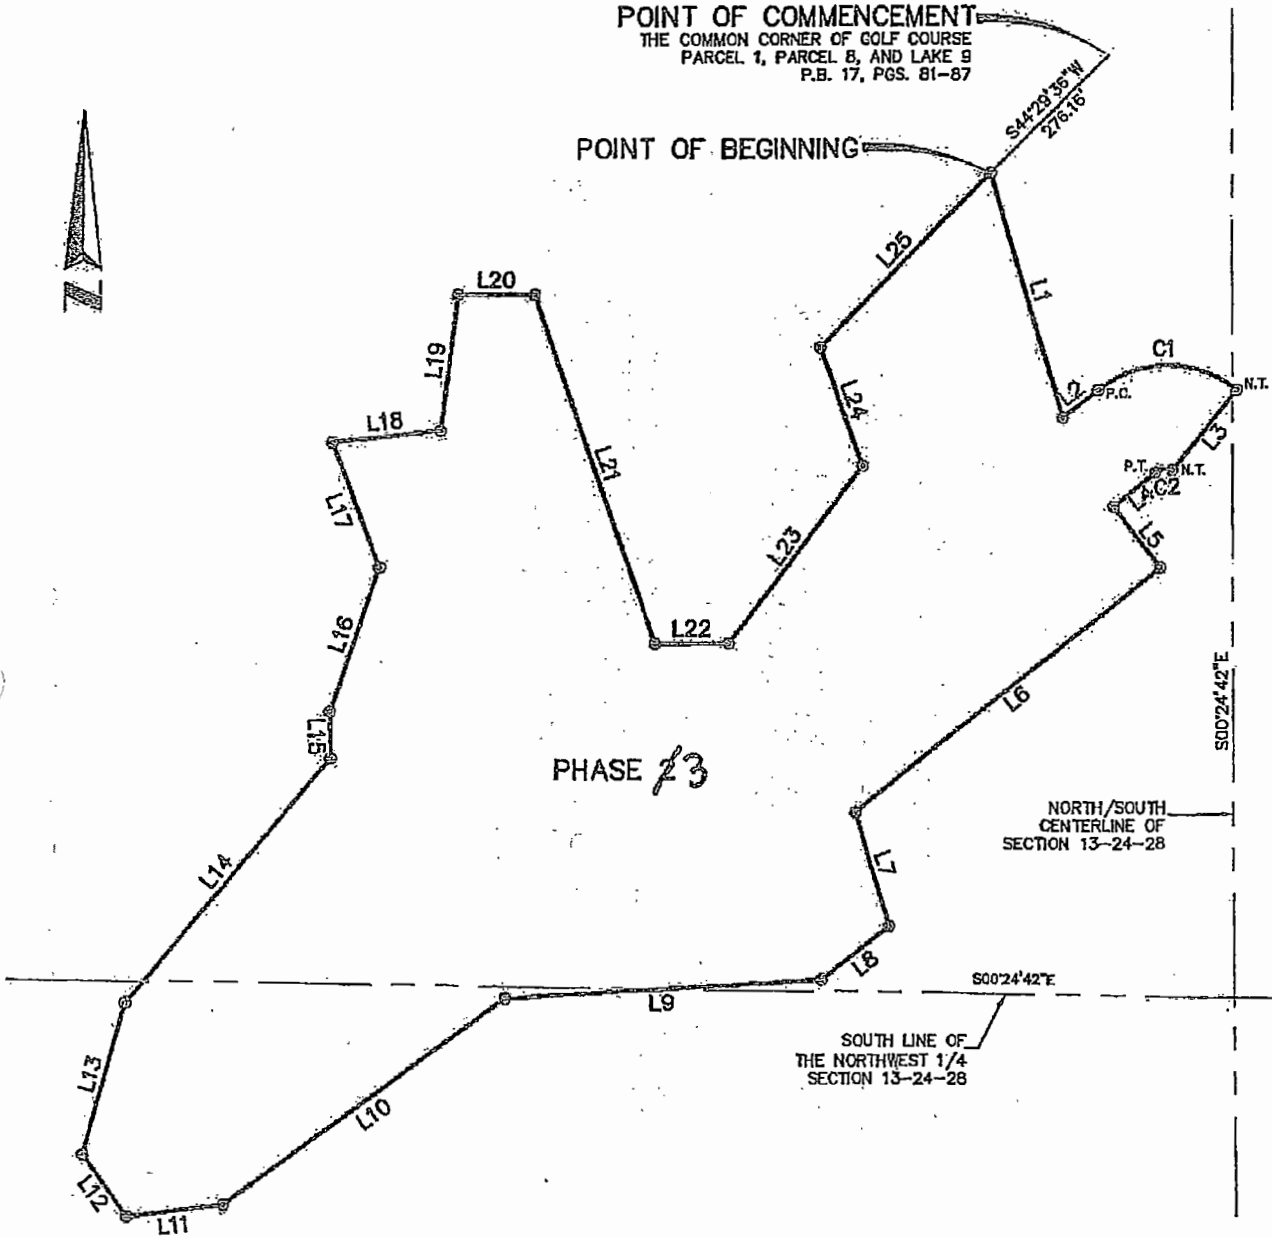 POINT OF COMMENCEMENT
THE COMMON CORNER OF GOLF COURSE
PARCEL 1, PARCEL 8, AND LAKE 9
P.B. 17, PGS. 81-87
S44°29'36"W
276.16'
POINT OF BEGINNING
N
L25
L1
L20
L19
C1
L2
P.C.
N.T.
L24
L3
L18
L21
P.T.
N.T.
L4
C2
L17
L5
L23
L16
L22
L6
S00°24'42"E
L15
PHASE 23
NORTH/SOUTH
CENTERLINE OF
SECTION 13-24-28
L14
L7
L8
S00°24'42"E
L9
SOUTH LINE OF
THE NORTHWEST 1/4
SECTION 13-24-28
L13
L10
L12
L11